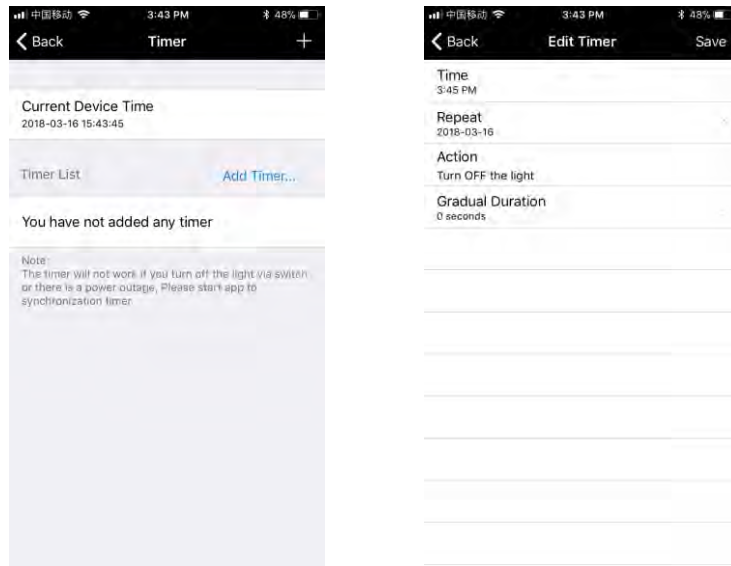 中国移动 3:43 PM 48%
Back Timer +
Current Device Time
2018-03-16 15:43:45
Timer List Add Timer...
You have not added any timer
Note:
The timer will not work if you turn off the light via switch
or there is a power outage, Please start app to
synchronization timer
中国移动 3:43 PM 48%
Back Edit Timer Save
Time
3:45 PM
Repeat
2018-03-16
Action
Turn OFF the light
Gradual Duration
0 seconds